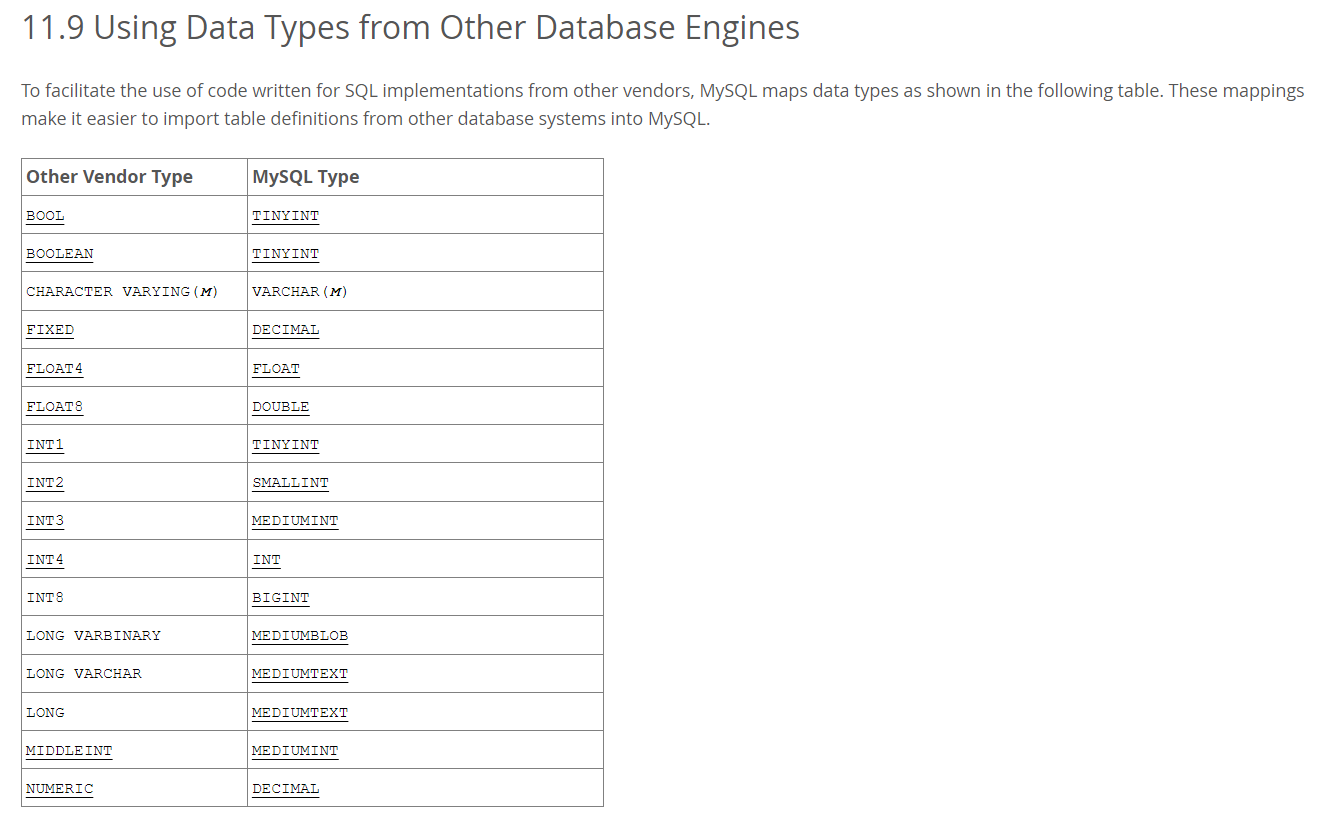 11.9 Using Data Types from Other Database Engines
To facilitate the use of code written for SQL implementations from other vendors, MySQL maps data types as shown in the following table. These mappings
make it easier to import table definitions from other database systems into MySQL.
Other Vendor Type MySQL Type
BOOL TINYINT
BOOLEAN TINYINT
CHARACTER VARYING(M) VARCHAR(M)
FIXED DECIMAL
FLOAT4 FLOAT
FLOAT8 DOUBLE
INT1 TINYINT
INT2 SMALLINT
INT3 MEDIUMINT
INT4 INT
INT8 BIGINT
LONG VARBINARY MEDIUMBLOB
LONG VARCHAR MEDIUMTEXT
LONG MEDIUMTEXT
MIDDLEINT MEDIUMINT
NUMERIC DECIMAL